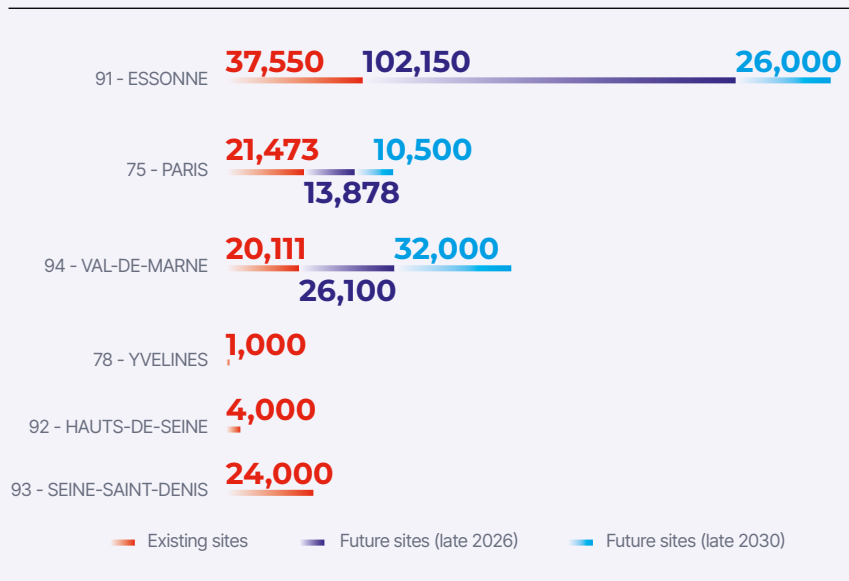 37,550 102,150 26,000
91 - ESSONNE
21,473 10,500
75 - PARIS
13,878
20,111 32,000
94 - VAL-DE-MARNE
26,100
1,000
78 - YVELINES
4,000
92 - HAUTS-DE-SEINE
24,000
93 - SEINE-SAINT-DENIS
Existing sites Future sites (late 2026) Future sites (late 2030)